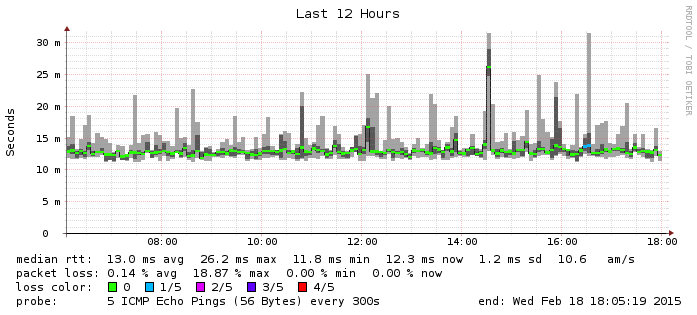 Last 12 Hours
RRDTOOL / TOBI OETIKER
Seconds
30 m
25 m
20 m
15 m
10 m
5 m
0
08:00 10:00 12:00 14:00 16:00 18:00
median rtt: 13.0 ms avg 26.2 ms max 11.8 ms min 12.3 ms now 1.2 ms sd 10.6 am/s
packet loss: 0.14 % avg 18.87 % max 0.00 % min 0.00 % now
loss color: 0 1/5 2/5 3/5 4/5
probe: 5 ICMP Echo Pings (56 Bytes) every 300s end: Wed Feb 18 18:05:19 2015